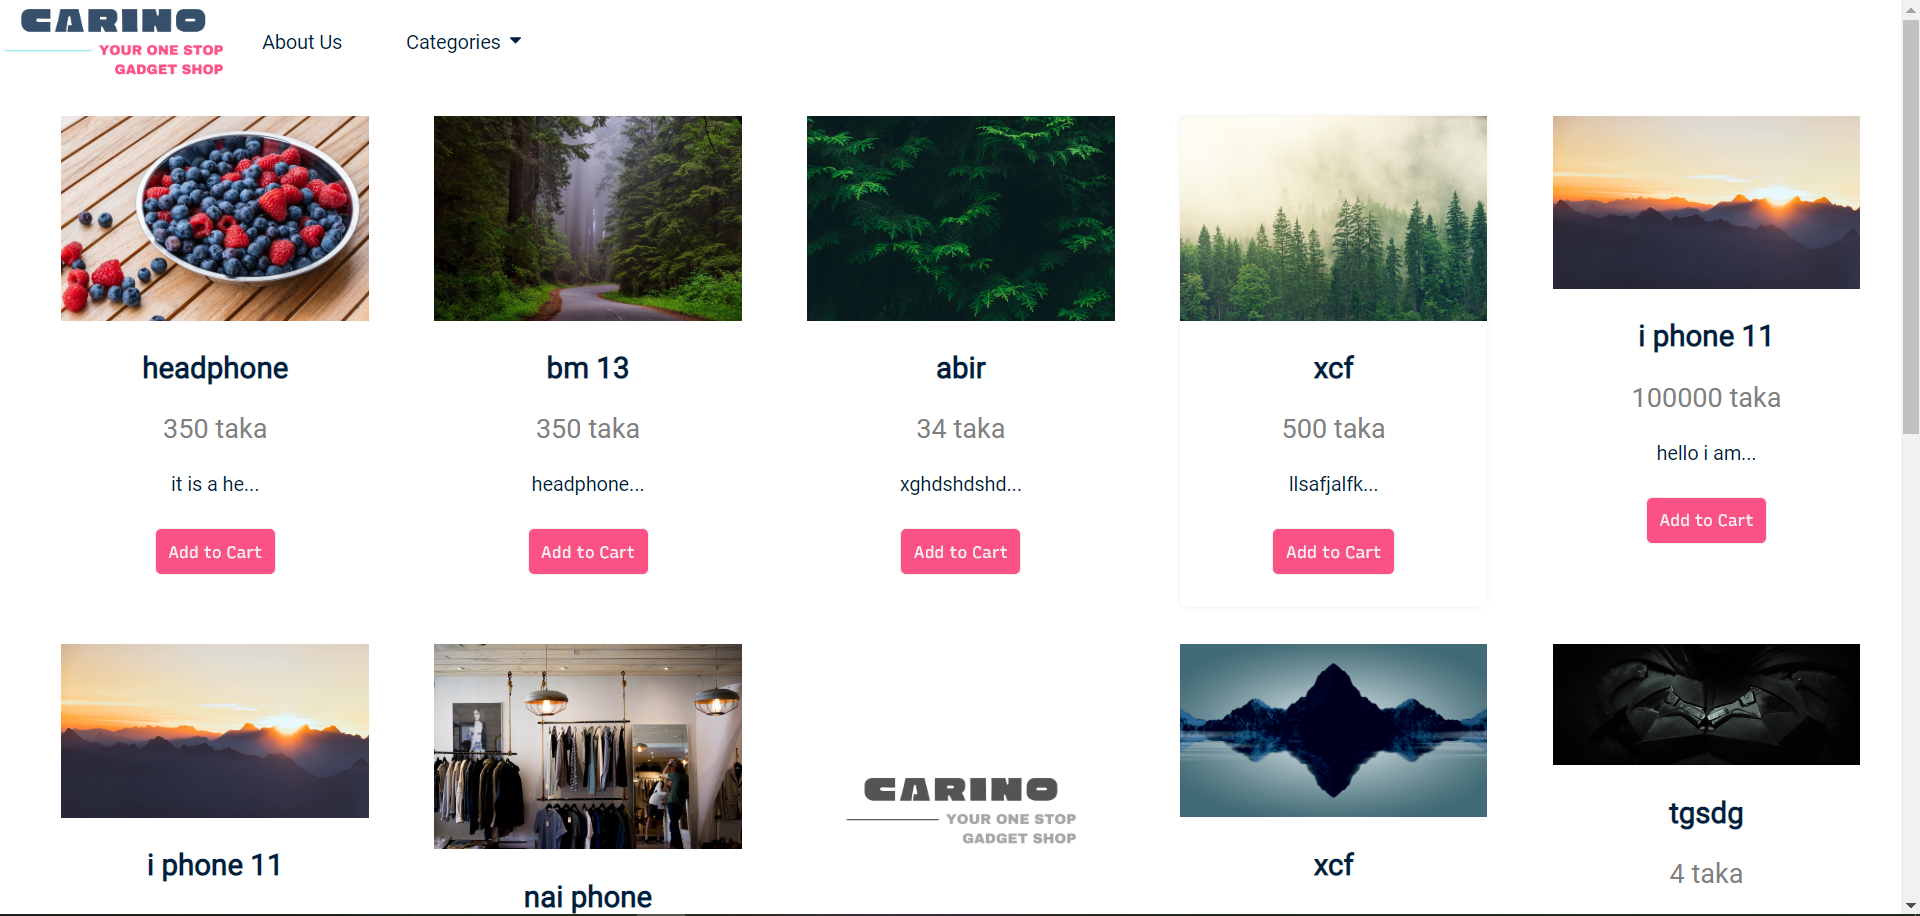 CARINO
YOUR ONE STOP
GADGET SHOP
About Us
Categories
headphone
350 taka
it is a he...
Add to Cart
bm 13
350 taka
headphone...
Add to Cart
abir
34 taka
xghdshdshd...
Add to Cart
xcf
500 taka
llsafjalfk...
Add to Cart
i phone 11
100000 taka
hello i am...
Add to Cart
i phone 11
nai phone
CARINO
YOUR ONE STOP
GADGET SHOP
xcf
tgsdg
4 taka